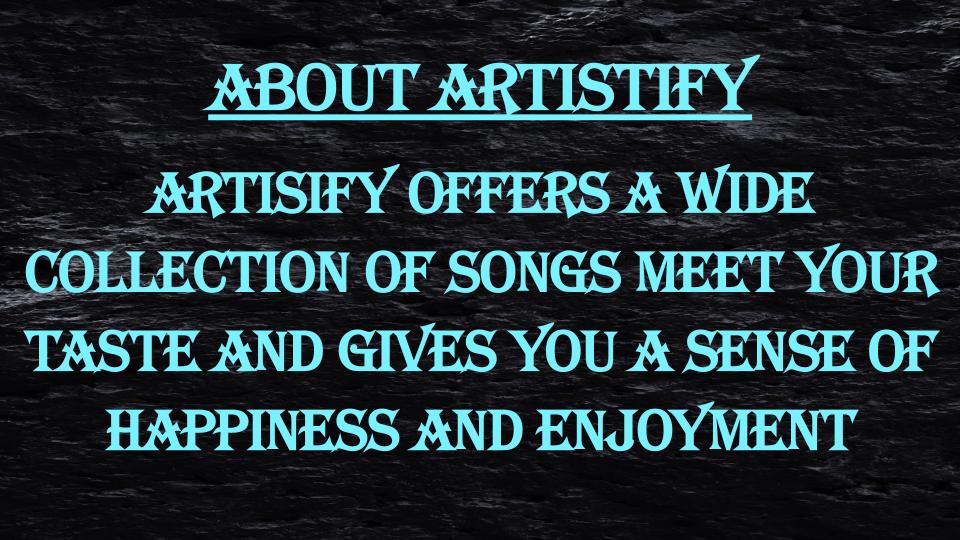 ABOUT ARTISTIFY
ARTISIFY OFFERS A WIDE
COLLECTION OF SONGS MEET YOUR
TASTE AND GIVES YOU A SENSE OF
HAPPINESS AND ENJOYMENT